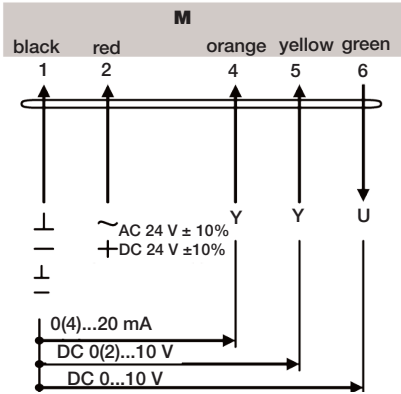 M
black red orange yellow green
1 2 4 5 6
⊥ ~ AC 24 V ± 10% Y Y U
− + DC 24 V ±10%
⊥
−
0(4)...20 mA
DC 0(2)...10 V
DC 0...10 V